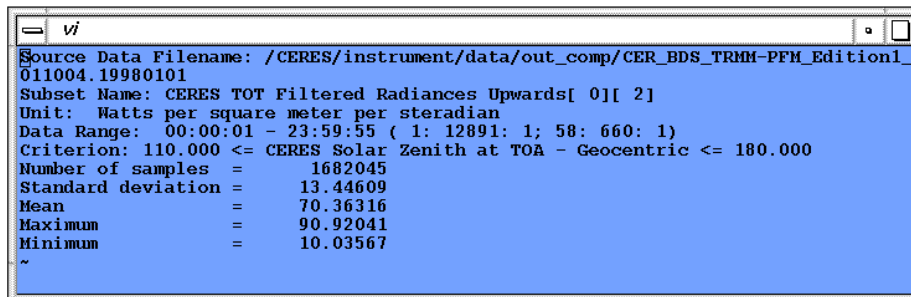 vi
Source Data Filename: /CERES/instrument/data/out_comp/CER_BDS_TRMM-PFM_Edition1_
011004.19980101
Subset Name: CERES TOT Filtered Radiances Upwards[ 0][ 2]
Unit:  Watts per square meter per steradian
Data Range:  00:00:01 - 23:59:55 ( 1: 12891: 1; 58: 660: 1)
Criterion: 110.000 <= CERES Solar Zenith at TOA - Geocentric <= 180.000
Number of samples  =      1682045
Standard deviation =     13.44609
Mean               =     70.36316
Maximum            =     90.92041
Minimum            =     10.03567
~